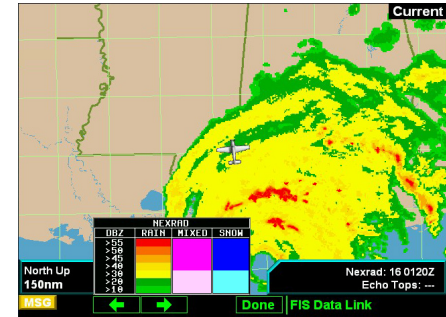 Current
NEXRAD
DBZ RAIN MIXED SNOW
>55
>50
>45
>40
>30
>20
>10
North Up
150nm
Nexrad: 16 0120Z
Echo Tops: ---
MSG
Done
FIS Data Link